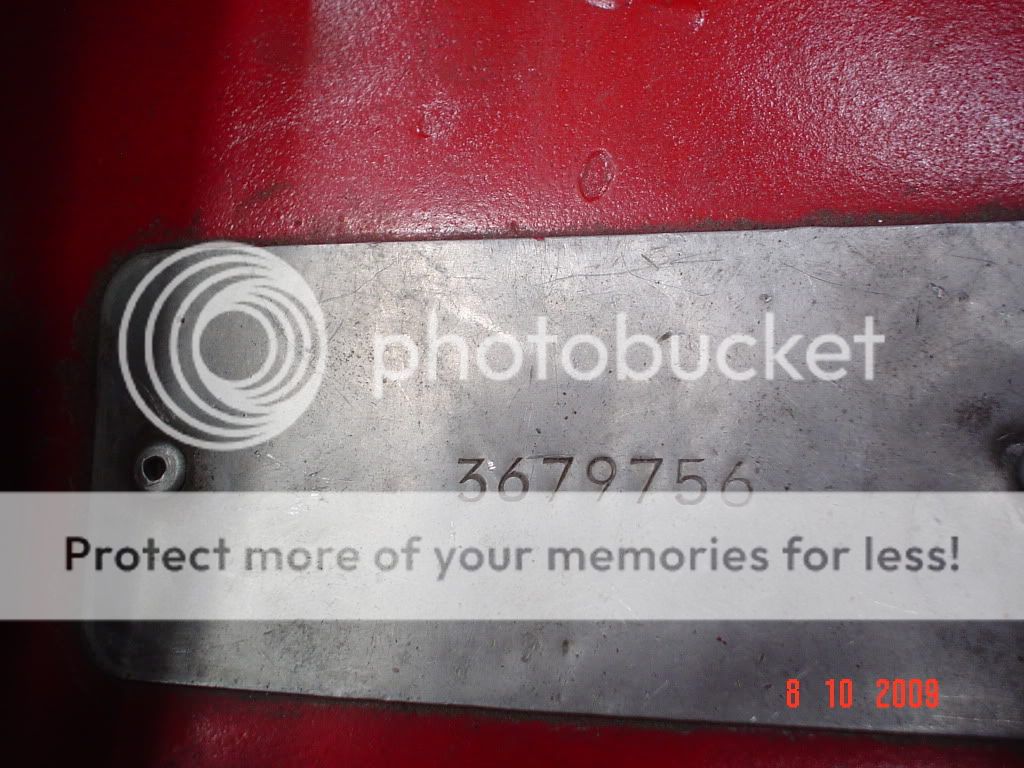 photobucket
3679756
Protect more of your memories for less!
8 10 2009